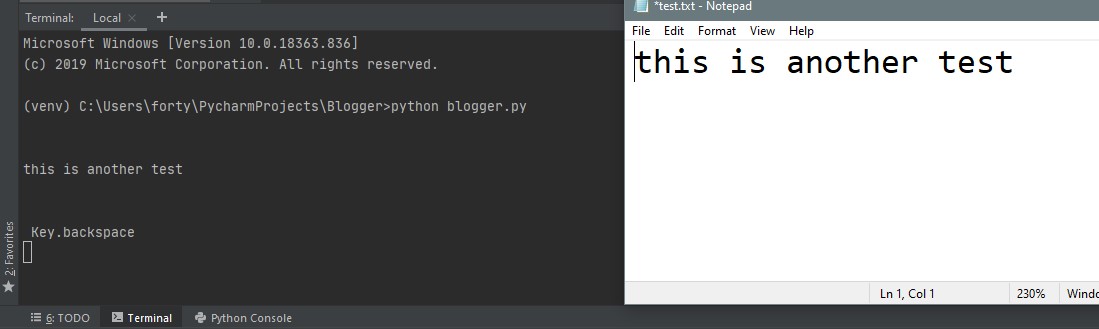 Terminal: Local × +
Microsoft Windows [Version 10.0.18363.836]
(c) 2019 Microsoft Corporation. All rights reserved.
(venv) C:\Users\forty\PycharmProjects\Blogger>python blogger.py
this is another test
Key.backspace
2: Favorites
6: TODO Terminal Python Console
*test.txt - Notepad
File Edit Format View Help
this is another test
Ln 1, Col 1 230% Windo